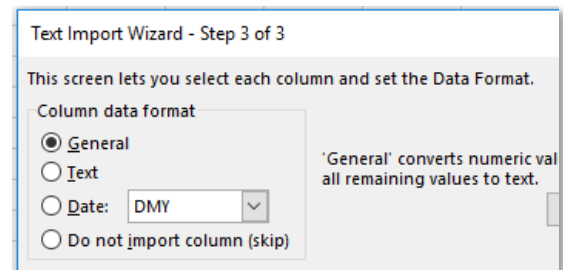 Text Import Wizard - Step 3 of 3
This screen lets you select each column and set the Data Format.
Column data format
General
Text
Date: DMY
Do not import column (skip)
'General' converts numeric
all remaining values to text.